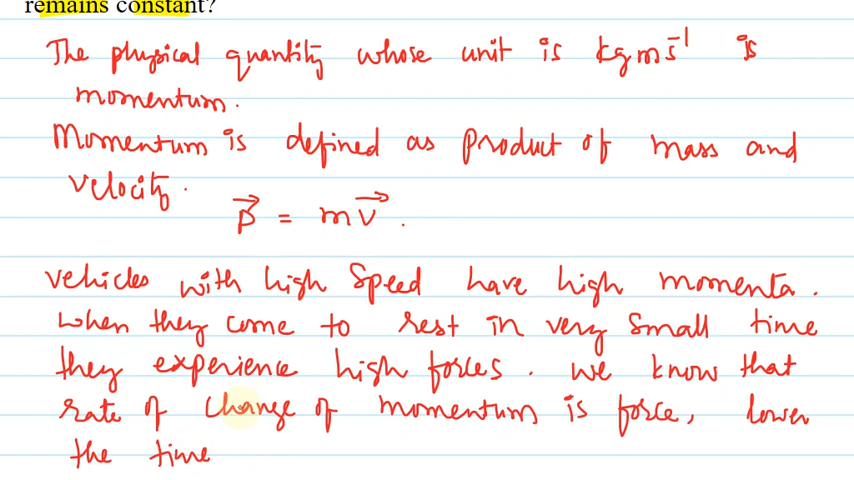 remains constant?
The physical quantity whose unit is kg m s⁻¹ is
momentum.
Momentum is defined as product of mass and
velocity.
p⃗ = mv⃗.
vehicles with high speed have high momenta.
when they come to rest in very small time
they experience high forces. we know that
rate of change of momentum is force, lower
the time